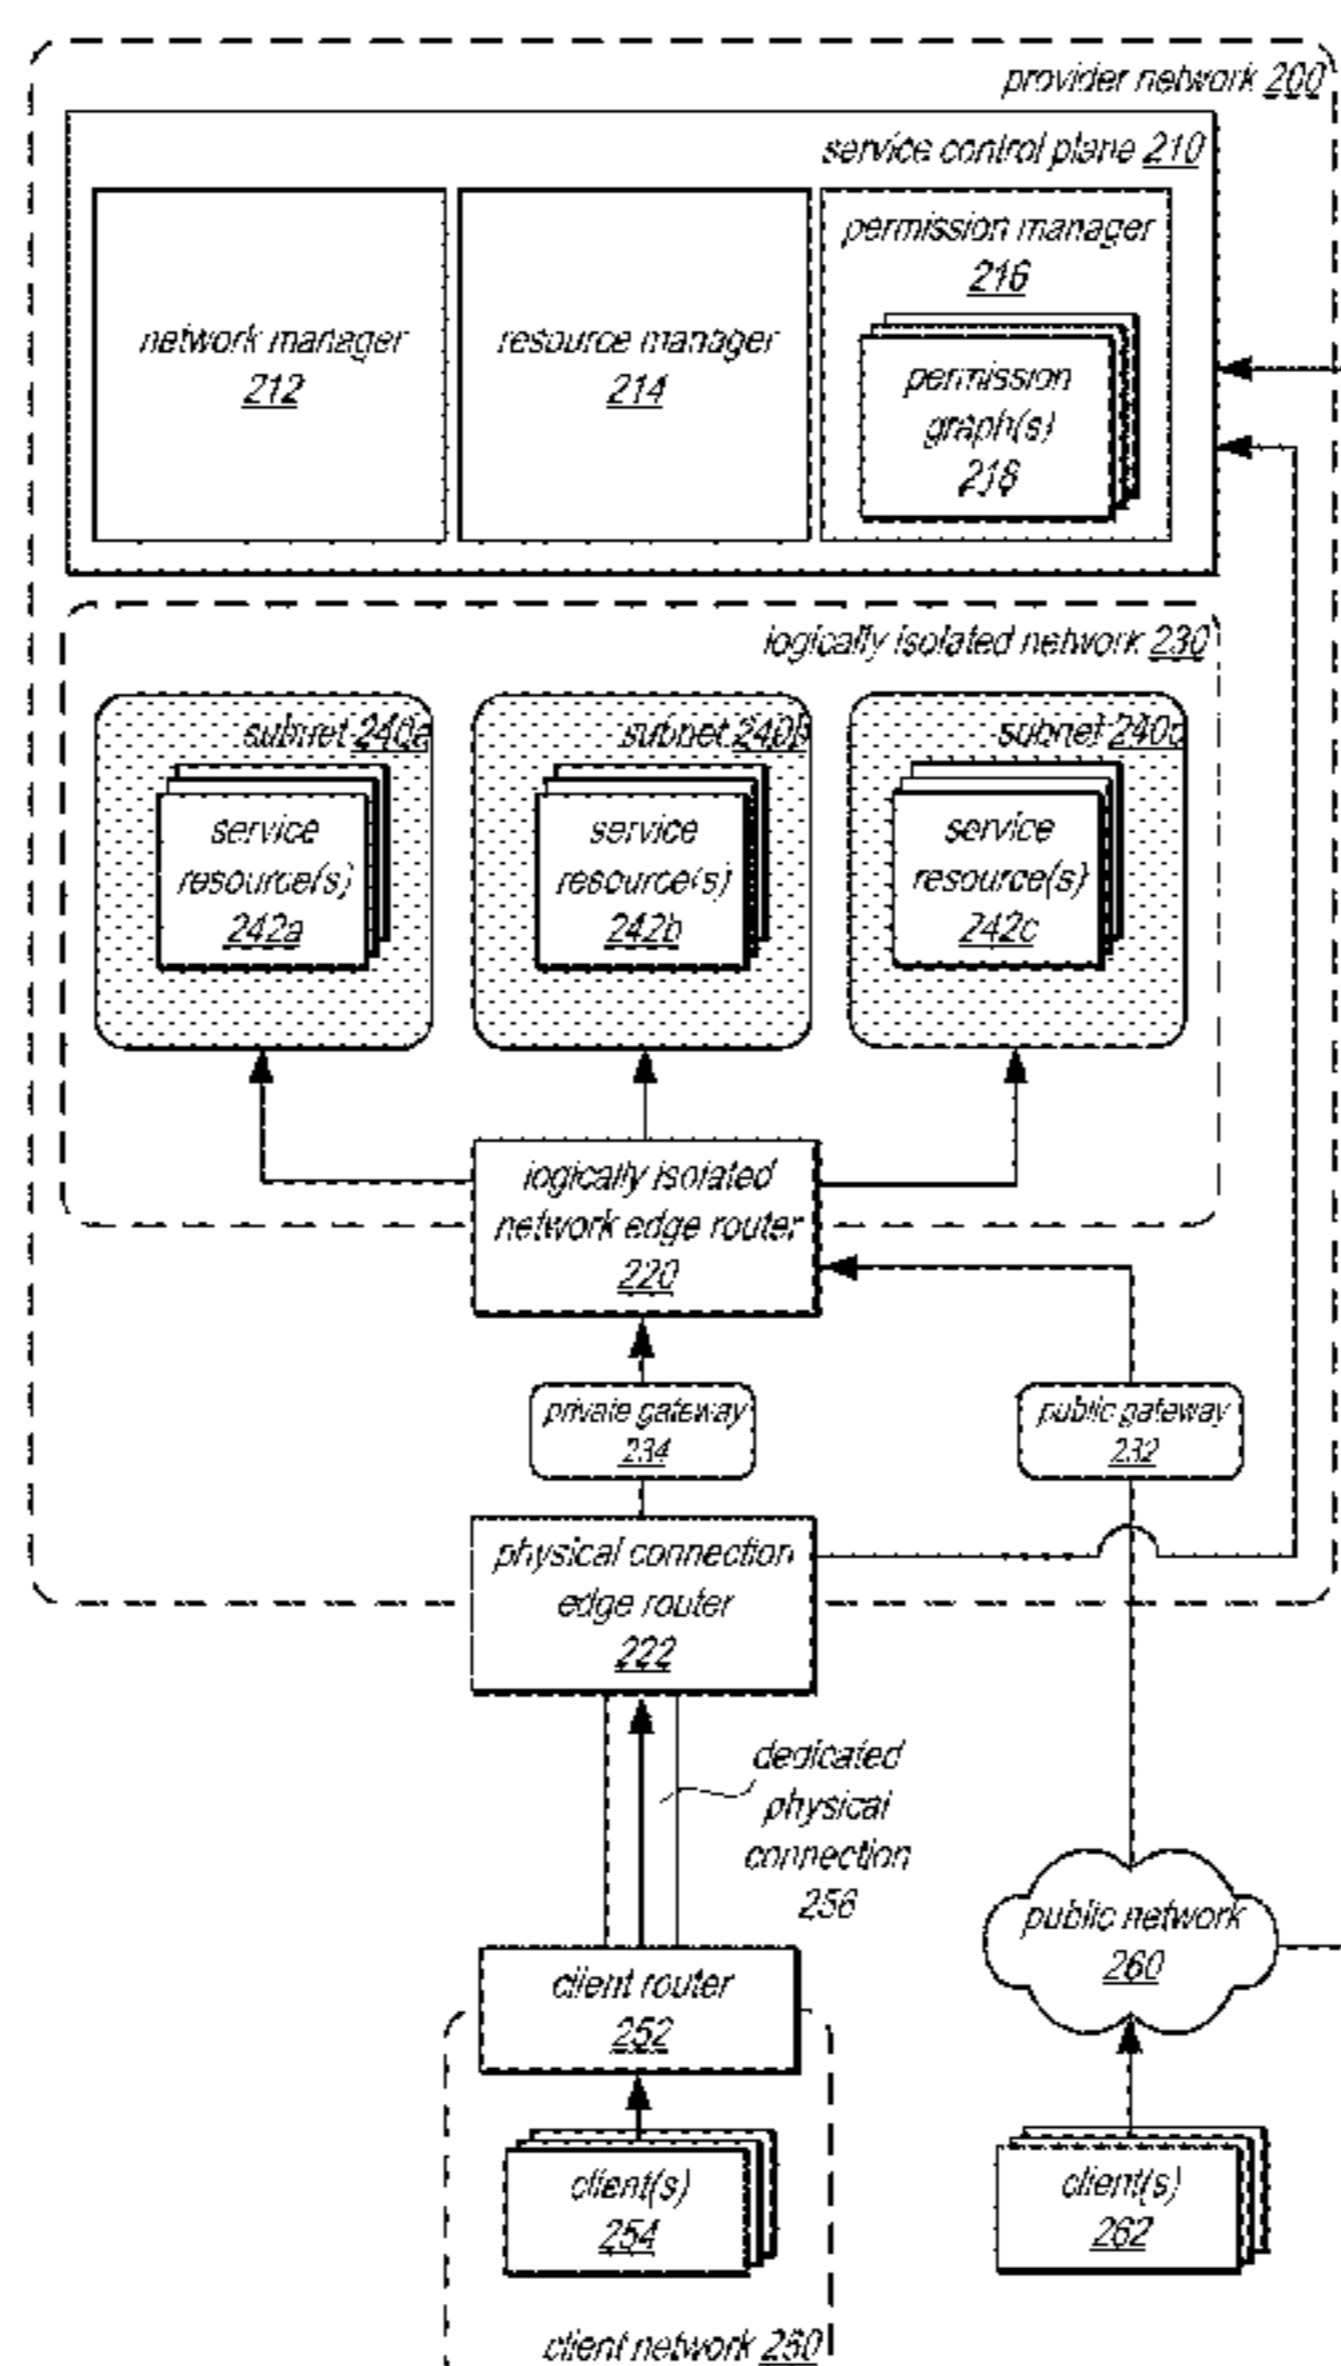 provider network 200
service control plane 210
network manager
212
resource manager
214
permission manager
216
permission
graph(s)
218
logically isolated network 230
subnet 240a
service
resource(s)
242a
subnet 240b
service
resource(s)
242b
subnet 240c
service
resource(s)
242c
logically isolated
network edge router
220
private gateway
234
public gateway
232
physical connection
edge router
222
dedicated
physical
connection
256
public network
260
client router
252
client(s)
254
client(s)
262
client network 250